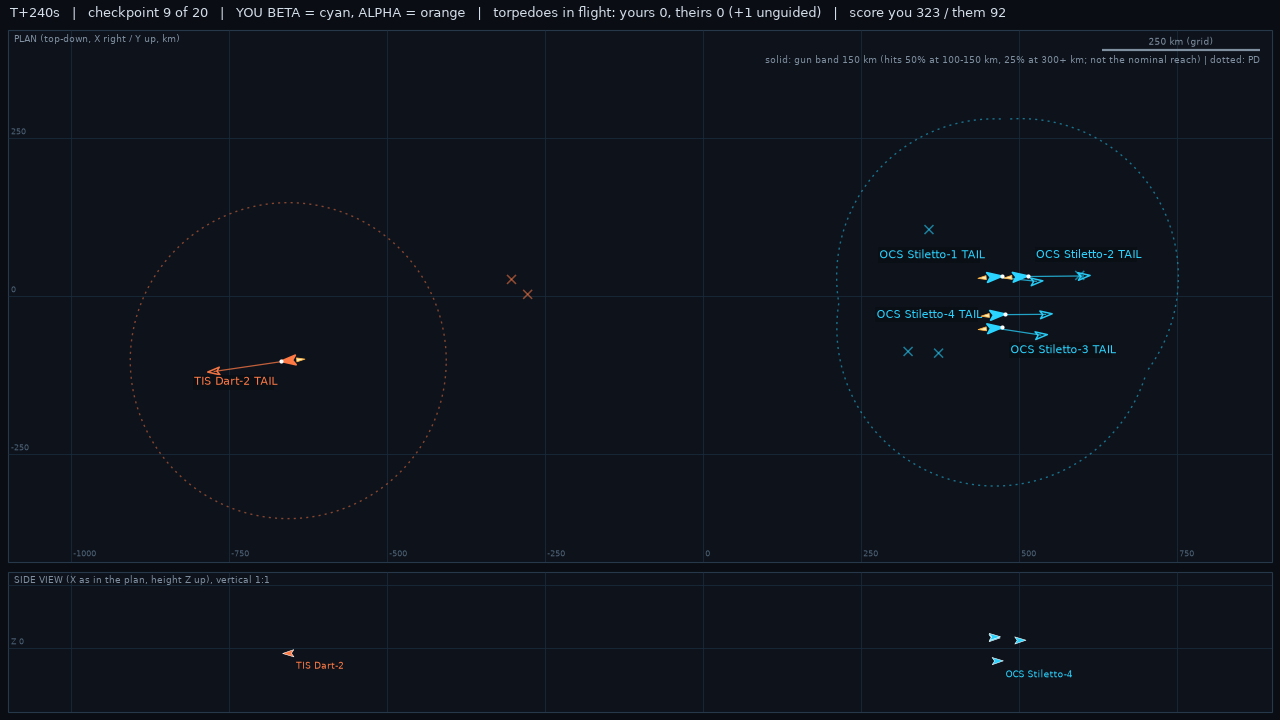 T+240s | checkpoint 9 of 20 | YOU BETA = cyan, ALPHA = orange | torpedoes in flight: yours 0, theirs 0 (+1 unguided) | score you 323 / them 92
PLAN (top-down, X right / Y up, km)
250 km (grid)
solid: gun band 150 km (hits 50% at 100-150 km, 25% at 300+ km; not the nominal reach) | dotted: PD
250
OCS Stiletto-1 TAIL
OCS Stiletto-2 TAIL
0
OCS Stiletto-4 TAIL
OCS Stiletto-3 TAIL
TIS Dart-2 TAIL
-250
-1000
-750
-500
-250
0
250
500
750
SIDE VIEW (X as in the plan, height Z up), vertical 1:1
Z 0
TIS Dart-2
OCS Stiletto-4